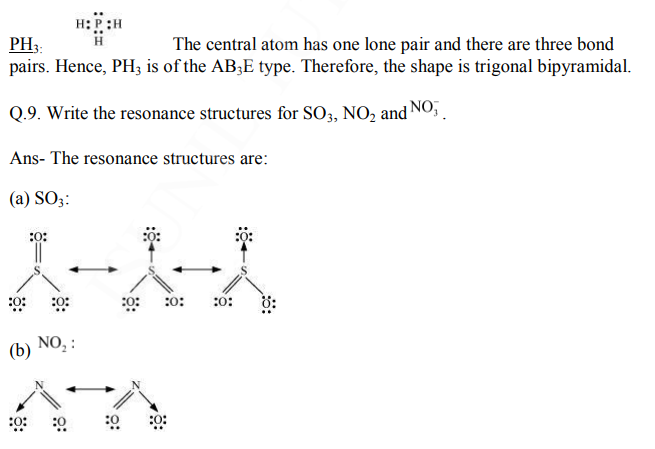 H:P:H
H
PH₃: The central atom has one lone pair and there are three bond
pairs. Hence, PH₃ is of the AB₃E type. Therefore, the shape is trigonal bipyramidal.
Q.9. Write the resonance structures for SO₃, NO₂ and NO₃⁻.
Ans- The resonance structures are:
(a) SO₃:
:O: :O: :O:
S S S
:O: :O: :O: :O: :O: O:
(b) NO₂ :
N N
:O: :O :O :O: